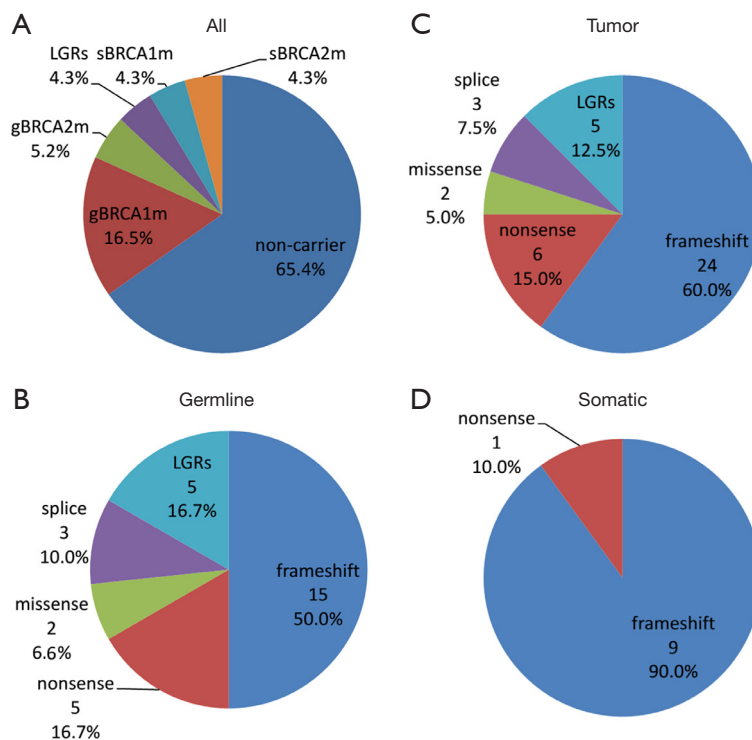 A
All
LGRs
4.3%
sBRCA1m
4.3%
sBRCA2m
4.3%
gBRCA2m
5.2%
gBRCA1m
16.5%
non-carrier
65.4%
C
Tumor
splice
3
7.5%
LGRs
5
12.5%
missense
2
5.0%
nonsense
6
15.0%
frameshift
24
60.0%
B
Germline
LGRs
5
16.7%
splice
3
10.0%
missense
2
6.6%
nonsense
5
16.7%
frameshift
15
50.0%
D
Somatic
nonsense
1
10.0%
frameshift
9
90.0%